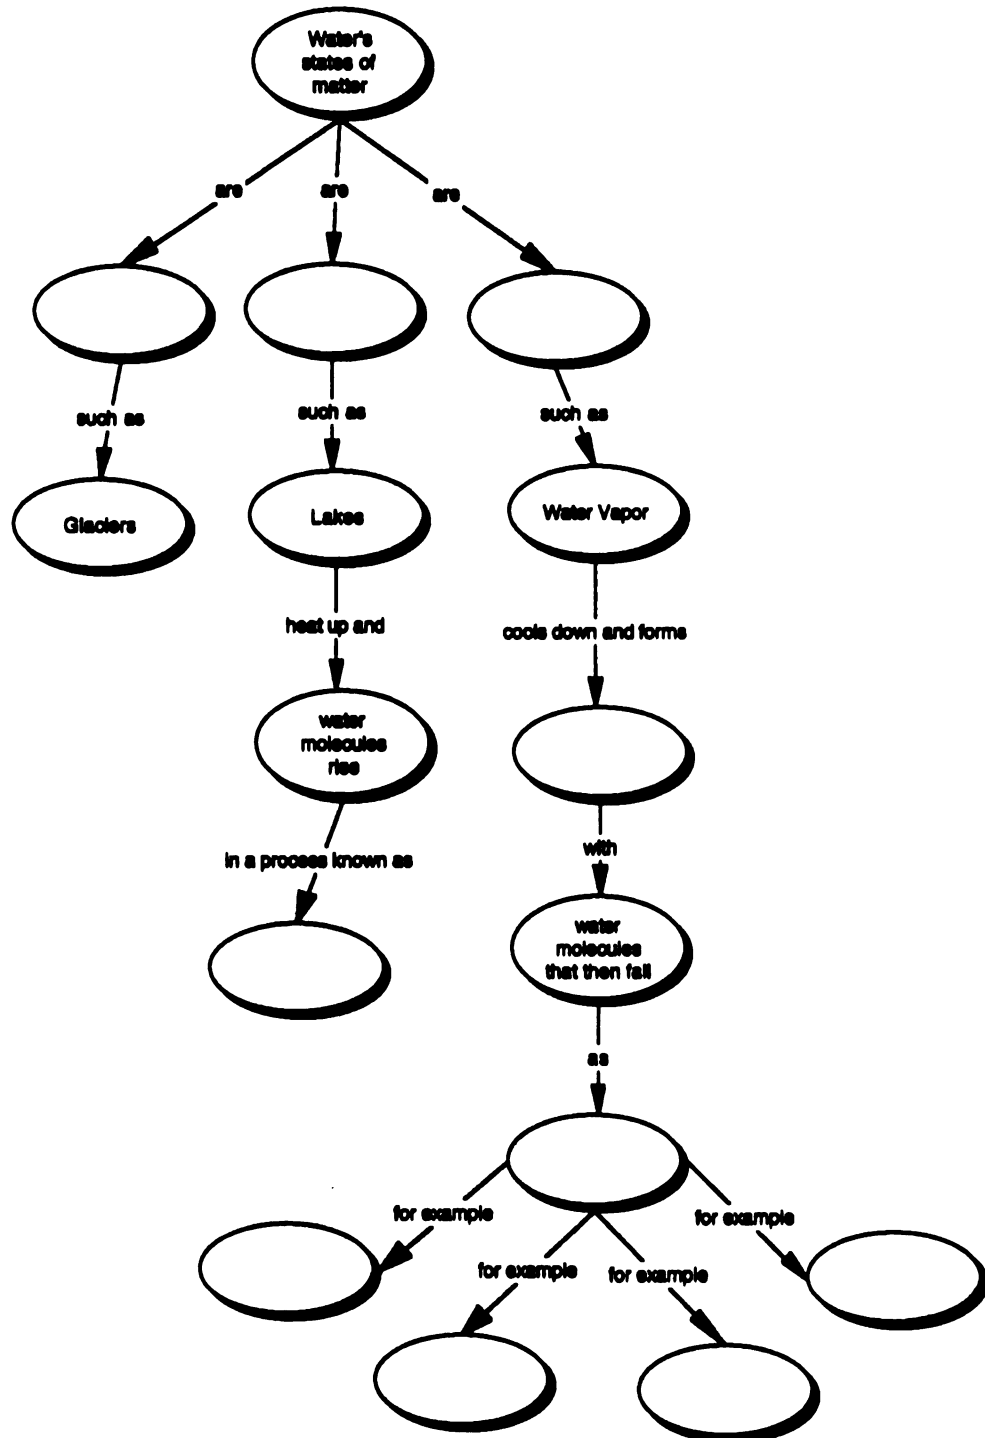 Water's
states of
matter
are
are
are
such as
such as
such as
Glaciers
Lakes
Water Vapor
heat up and
cools down and forms
water
molecules
rise
with
in a process known as
water
molecules
that then fall
as
for example
for example
for example
for example